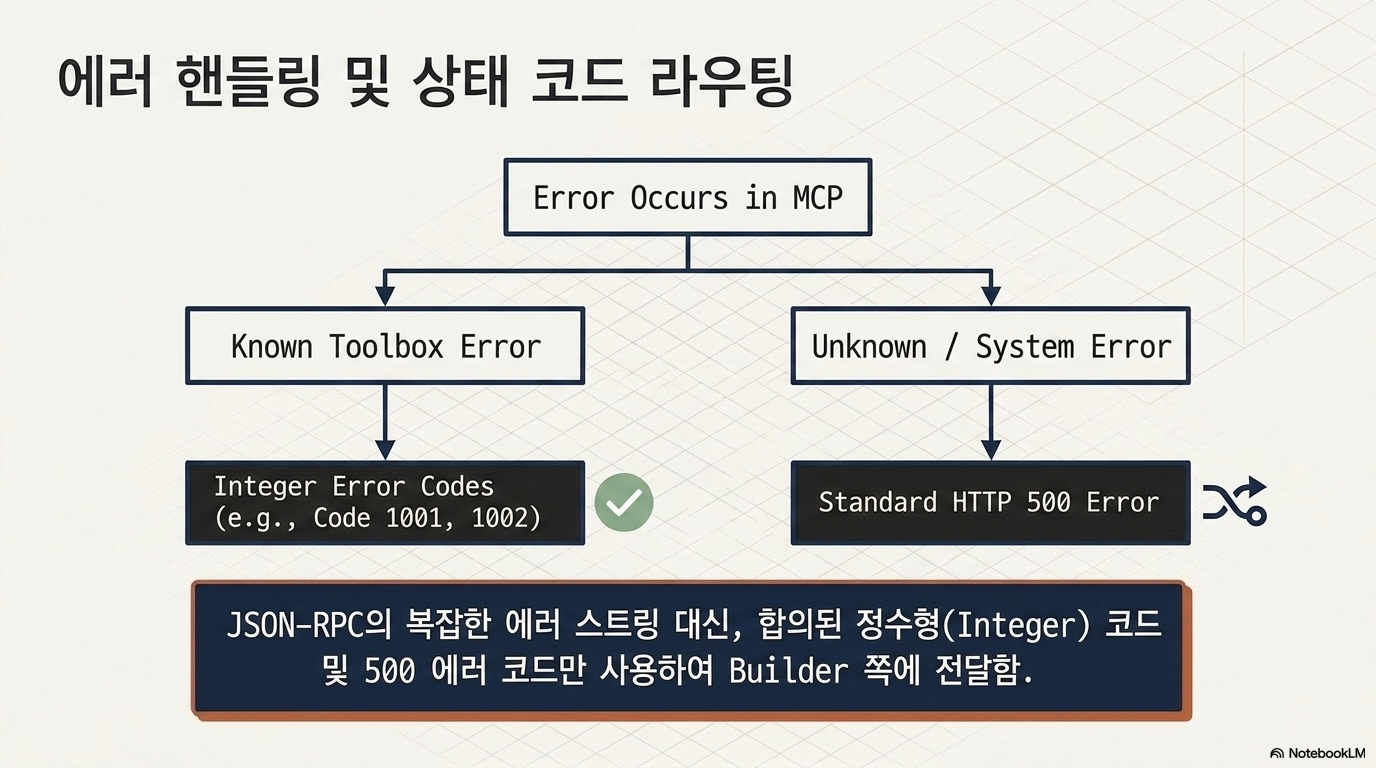 에러 핸들링 및 상태 코드 라우팅
Error Occurs in MCP
Known Toolbox Error
Unknown / System Error
Integer Error Codes
(e.g., Code 1001, 1002)
Standard HTTP 500 Error
JSON-RPC의 복잡한 에러 스트링 대신, 합의된 정수형(Integer) 코드
및 500 에러 코드만 사용하여 Builder 쪽에 전달함.
NotebookLM